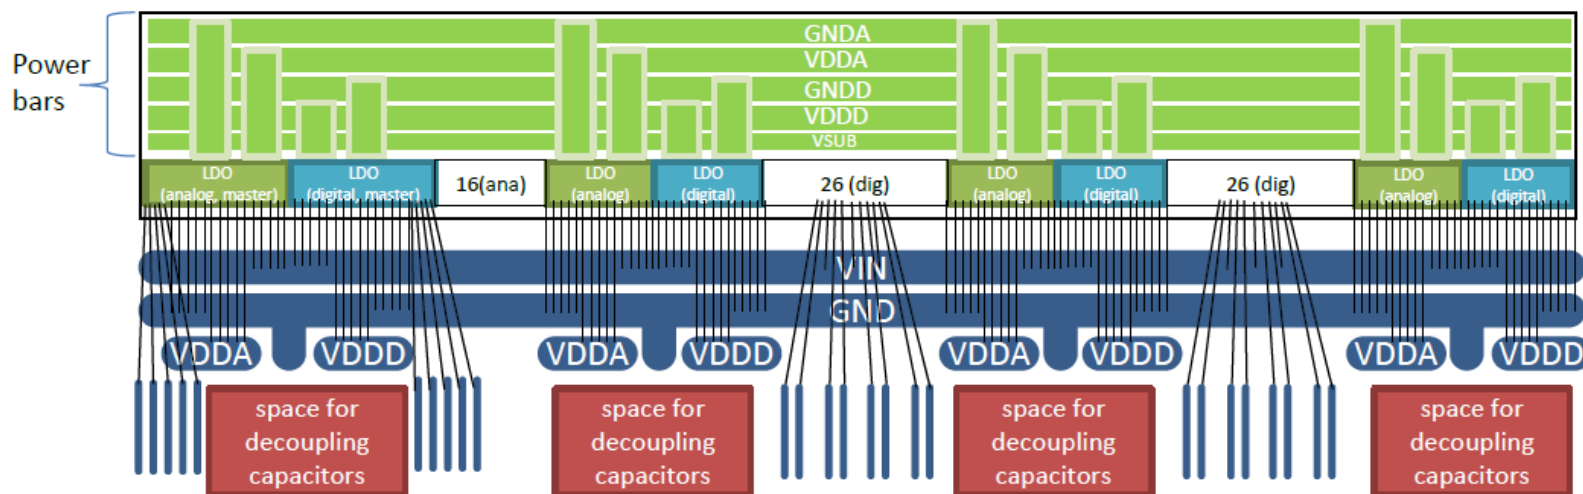 GNDA
VDDA
Power
bars
GNDD
VDDD
VSUB
LDO
(analog, master)
LDO
(digital, master)
16(ana)
LDO
(analog)
LDO
(digital)
26 (dig)
LDO
(analog)
LDO
(digital)
26 (dig)
LDO
(analog)
LDO
(digital)
VIN
GND
VDDA
VDDD
VDDA
VDDD
VDDA
VDDD
VDDA
VDDD
space for
decoupling
capacitors
space for
decoupling
capacitors
space for
decoupling
capacitors
space for
decoupling
capacitors